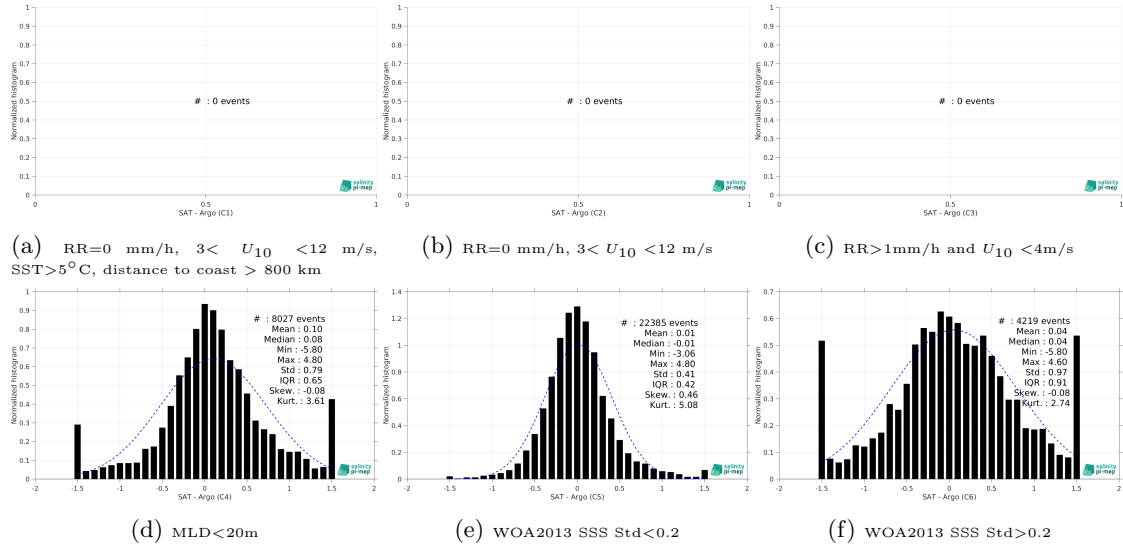 Normalized histogram
1
0.9
0.8
0.7
0.6
0.5
0.4
0.3
0.2
0.1
0
# : 0 events
salinity
pi-mep
0 0.5 1
SAT - Argo (C1)
Normalized histogram
1
0.9
0.8
0.7
0.6
0.5
0.4
0.3
0.2
0.1
0
# : 0 events
salinity
pi-mep
0 0.5 1
SAT - Argo (C2)
Normalized histogram
1
0.9
0.8
0.7
0.6
0.5
0.4
0.3
0.2
0.1
0
# : 0 events
salinity
pi-mep
0 0.5 1
SAT - Argo (C3)
(a) RR=0 mm/h, 3< U10 <12 m/s,
SST>5°C, distance to coast > 800 km
(b) RR=0 mm/h, 3< U10 <12 m/s
(c) RR>1mm/h and U10 <4m/s
Normalized histogram
1
0.9
0.8
0.7
0.6
0.5
0.4
0.3
0.2
0.1
0
# : 8027 events
Mean : 0.10
Median : 0.08
Min : -5.80
Max : 4.80
Std : 0.79
IQR : 0.65
Skew. : -0.08
Kurt. : 3.61
salinity
pi-mep
-2 -1.5 -1 -0.5 0 0.5 1 1.5 2
SAT - Argo (C4)
Normalized histogram
1.4
1.2
1
0.8
0.6
0.4
0.2
0
# : 22385 events
Mean : 0.01
Median : -0.01
Min : -3.06
Max : 4.80
Std : 0.41
IQR : 0.42
Skew. : 0.46
Kurt. : 5.08
salinity
pi-mep
-2 -1.5 -1 -0.5 0 0.5 1 1.5 2
SAT - Argo (C5)
Normalized histogram
0.7
0.6
0.5
0.4
0.3
0.2
0.1
0
# : 4219 events
Mean : 0.04
Median : 0.04
Min : -5.80
Max : 4.60
Std : 0.97
IQR : 0.91
Skew. : -0.08
Kurt. : 2.74
salinity
pi-mep
-2 -1.5 -1 -0.5 0 0.5 1 1.5 2
SAT - Argo (C6)
(d) MLD<20m
(e) WOA2013 SSS Std<0.2
(f) WOA2013 SSS Std>0.2